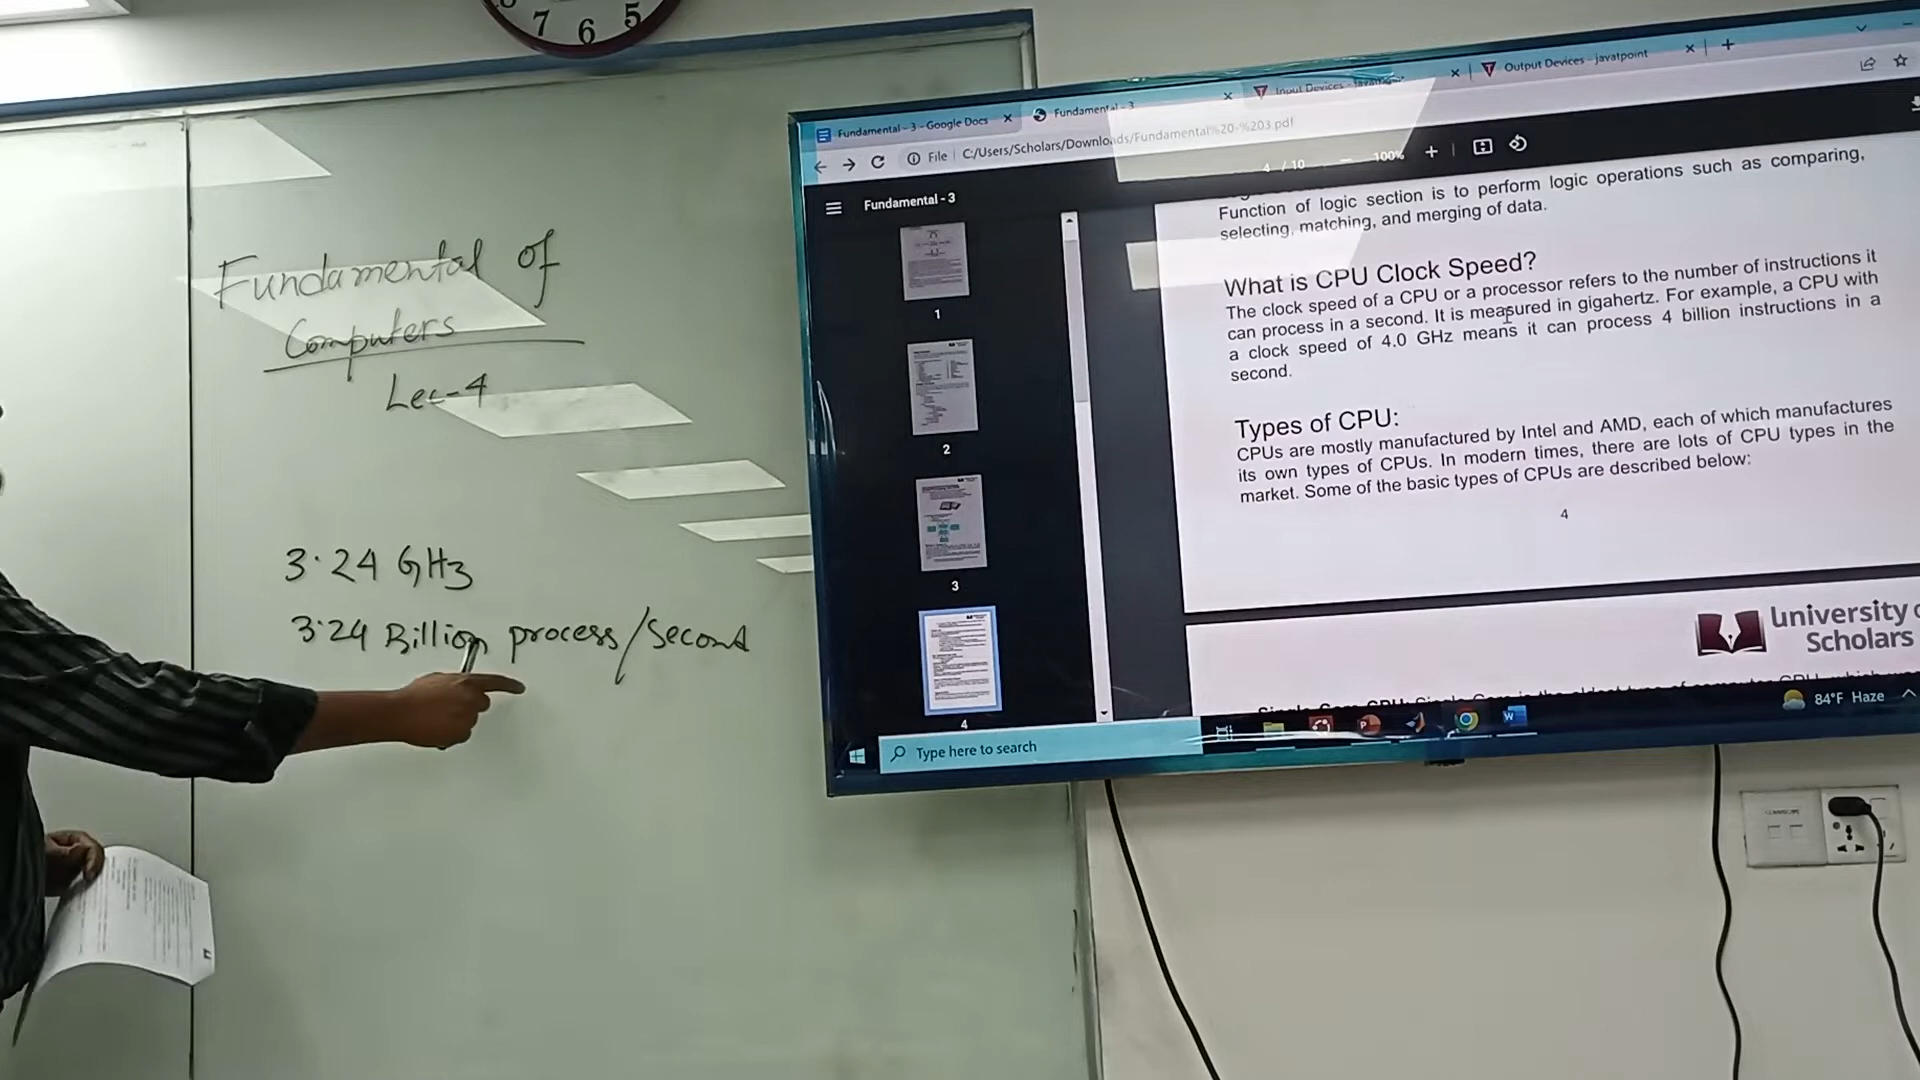 7 6 5
Fundamental of
Computers
Lec-4
3.24 GHz
3.24 Billion process/Second
Fundamental - 3 - Google Docs
Fundamental - 3
Input Devices - javatpoint
Output Devices - javatpoint
File C:/Users/Scholars/Downloads/Fundamental%20-%203.pdf
Fundamental - 3
4 / 10
100%
1
2
3
4
Function of logic section is to perform logic operations such as comparing,
selecting, matching, and merging of data.
What is CPU Clock Speed?
The clock speed of a CPU or a processor refers to the number of instructions it
can process in a second. It is measured in gigahertz. For example, a CPU with
a clock speed of 4.0 GHz means it can process 4 billion instructions in a
second.
Types of CPU:
CPUs are mostly manufactured by Intel and AMD, each of which manufactures
its own types of CPUs. In modern times, there are lots of CPU types in the
market. Some of the basic types of CPUs are described below:
4
University
Scholars
Type here to search
84°F Haze